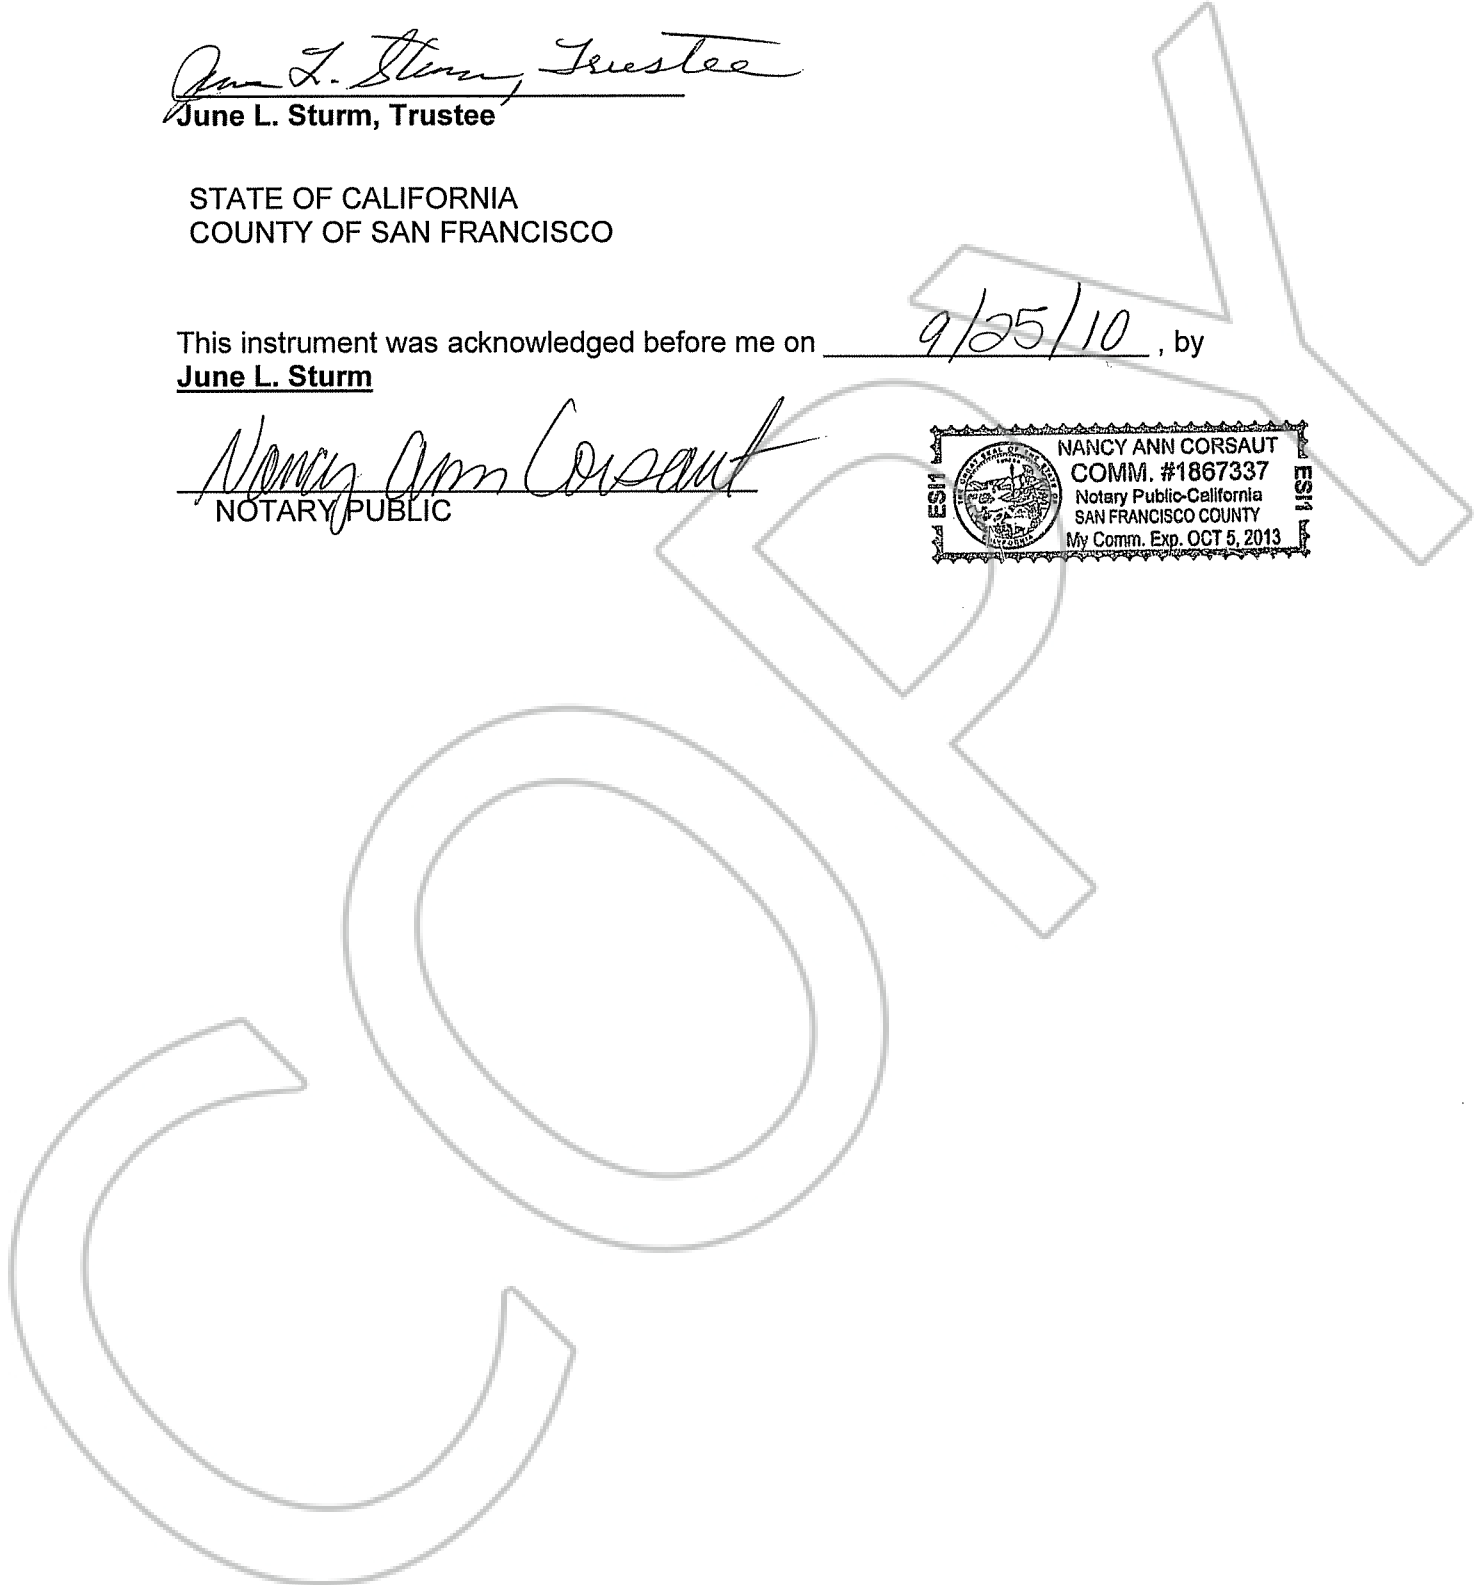 June L. Sturm, Trustee
June L. Sturm, Trustee
STATE OF CALIFORNIA
COUNTY OF SAN FRANCISCO
This instrument was acknowledged before me on 9/25/10, by
June L. Sturm
Nancy Ann Corsaut
NOTARY PUBLIC
NANCY ANN CORSAUT
COMM. #1867337
Notary Public-California
SAN FRANCISCO COUNTY
My Comm. Exp. OCT 5, 2013
ESI1
ESI1
COPY